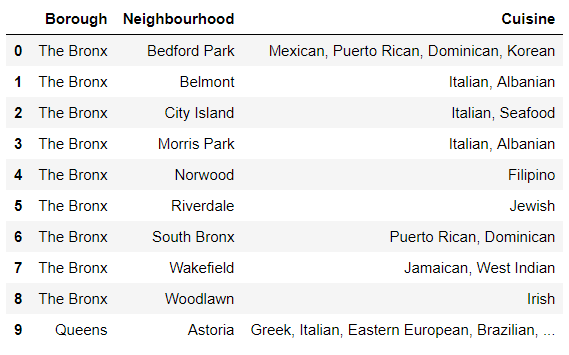 Borough Neighbourhood Cuisine
0 The Bronx Bedford Park Mexican, Puerto Rican, Dominican, Korean
1 The Bronx Belmont Italian, Albanian
2 The Bronx City Island Italian, Seafood
3 The Bronx Morris Park Italian, Albanian
4 The Bronx Norwood Filipino
5 The Bronx Riverdale Jewish
6 The Bronx South Bronx Puerto Rican, Dominican
7 The Bronx Wakefield Jamaican, West Indian
8 The Bronx Woodlawn Irish
9 Queens Astoria Greek, Italian, Eastern European, Brazilian, ...